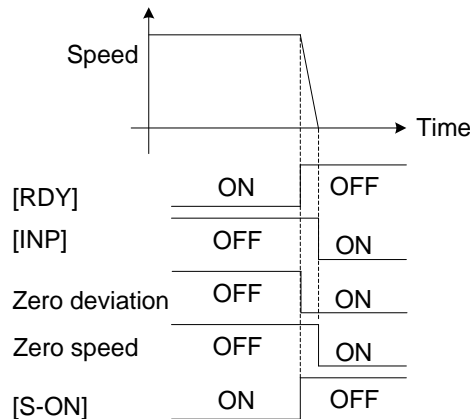 Speed
Time
[RDY] ON OFF
[INP] OFF ON
Zero deviation OFF ON
Zero speed OFF ON
[S-ON] ON OFF